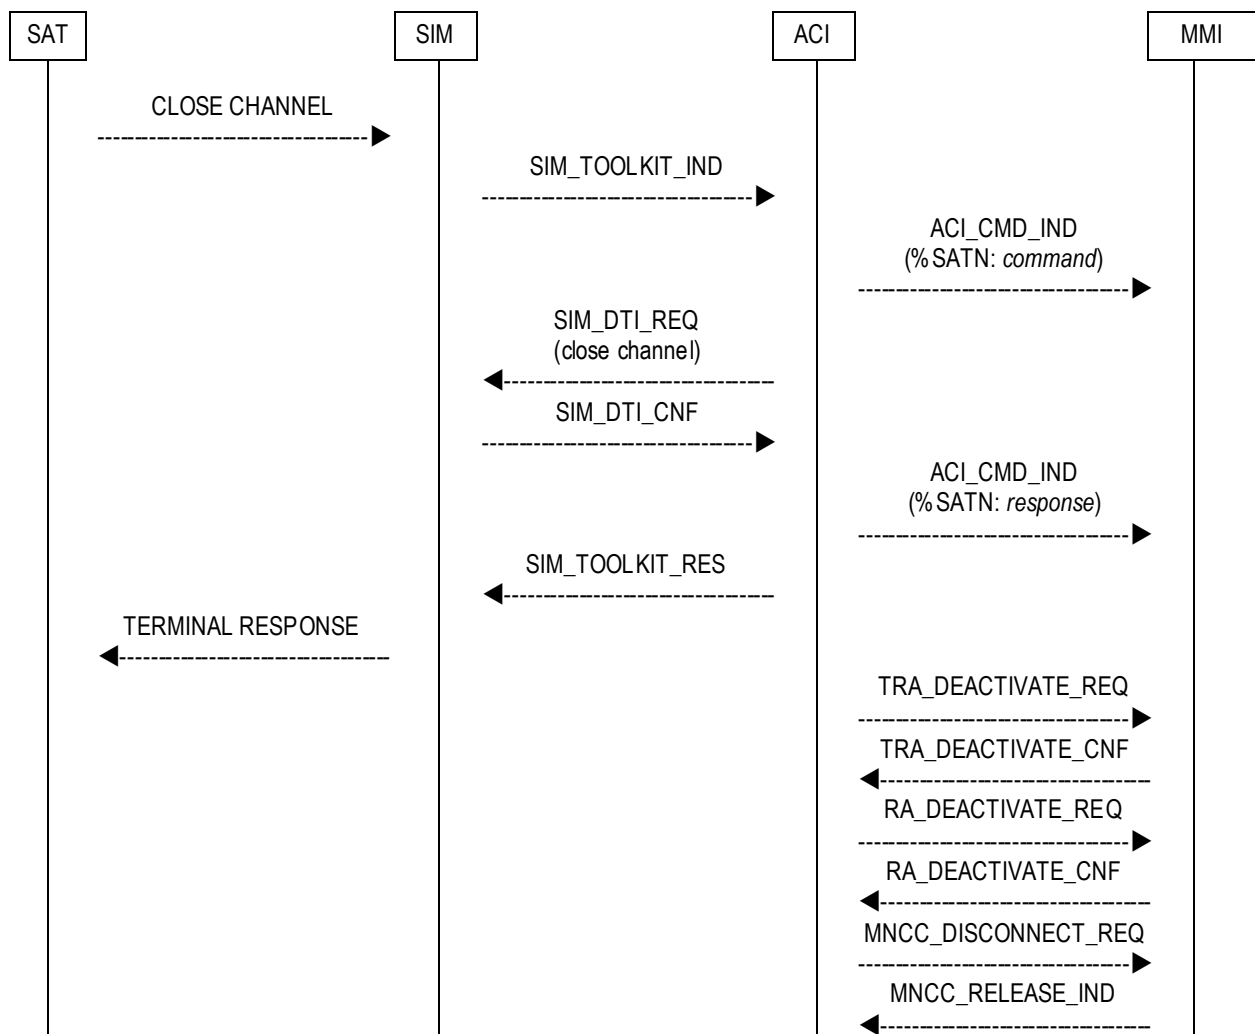 SAT
SIM
ACI
MMI
CLOSE CHANNEL
SIM_TOOLKIT_IND
ACI_CMD_IND
(%SATN: command)
SIM_DTI_REQ
(close channel)
SIM_DTI_CNF
ACI_CMD_IND
(%SATN: response)
SIM_TOOLKIT_RES
TERMINAL RESPONSE
TRA_DEACTIVATE_REQ
TRA_DEACTIVATE_CNF
RA_DEACTIVATE_REQ
RA_DEACTIVATE_CNF
MNCC_DISCONNECT_REQ
MNCC_RELEASE_IND